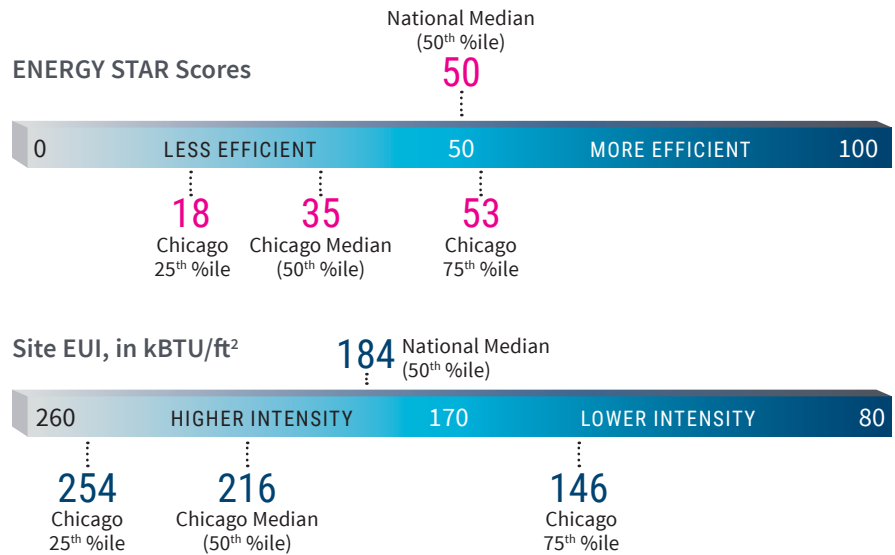 National Median
(50th %ile)
ENERGY STAR Scores
50
0 LESS EFFICIENT 50 MORE EFFICIENT 100
18 35 53
Chicago Chicago Median Chicago
25th %ile (50th %ile) 75th %ile
Site EUI, in kBTU/ft²
184 National Median
(50th %ile)
260 HIGHER INTENSITY 170 LOWER INTENSITY 80
254 216 146
Chicago Chicago Median Chicago
25th %ile (50th %ile) 75th %ile